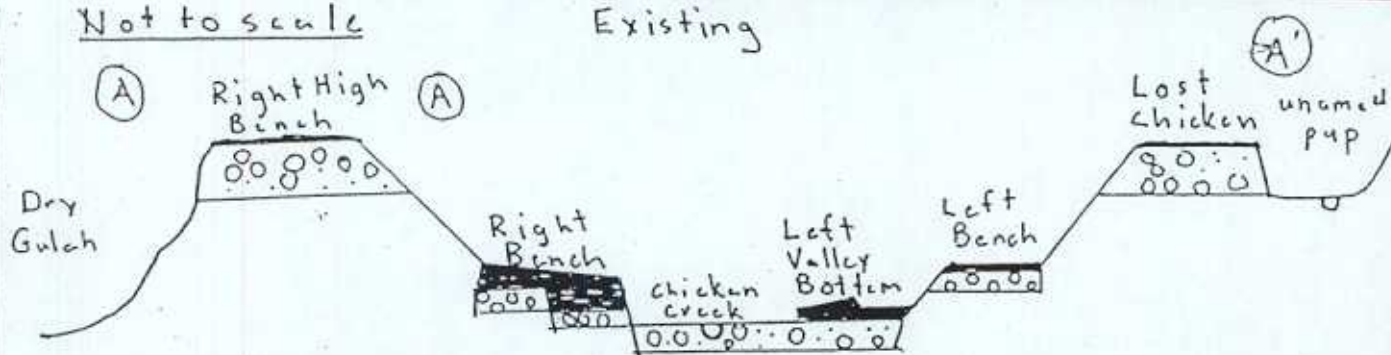 Not to scale
Existing
A
Right High
Bench
A
Lost
Chicken
A'
unamed
pup
Dry
Gulch
Right
Bench
Chicken
Creek
Left
Valley
Bottom
Left
Bench